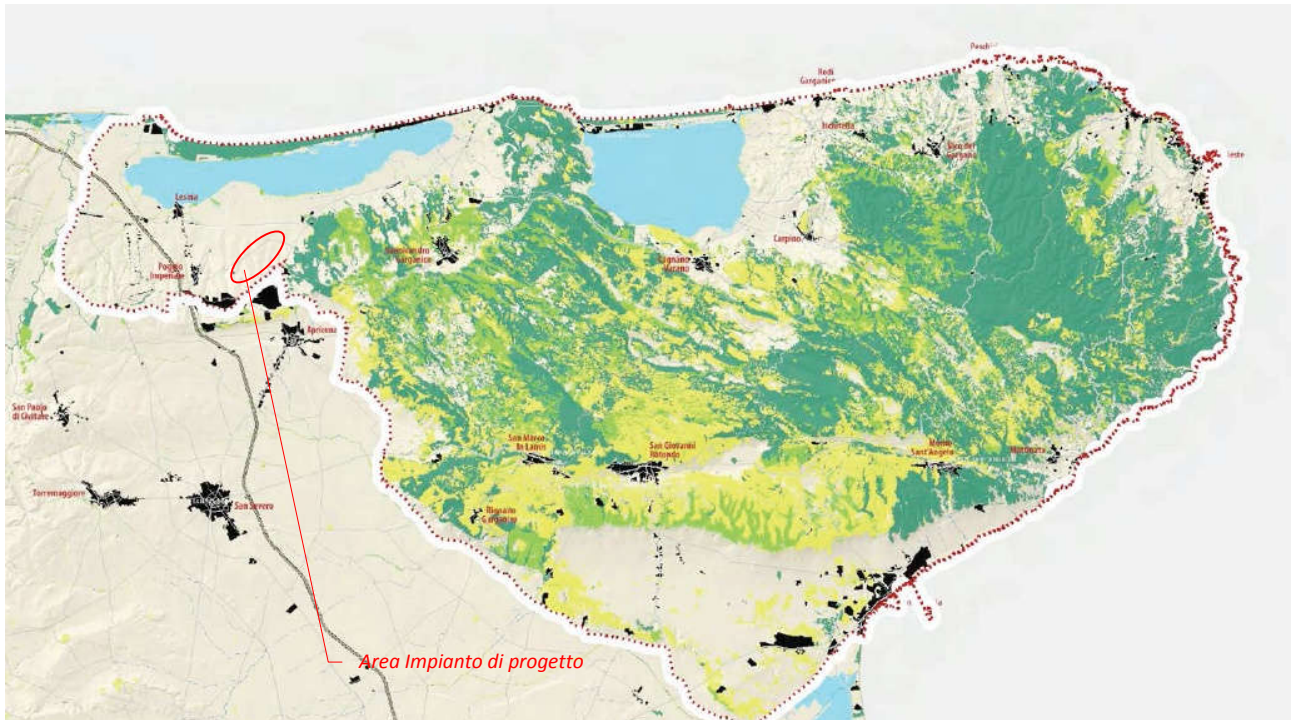 Rodi
Garganico
Ischitella
Vico del
Gargano
Lesina
Sannicandro
Garganico
Carpino
Cagnano
Varano
Poggio
Imperiale
Apricena
San Paolo
di Civitate
San Marco
In Lamis
San Giovanni
Rotondo
Monte
Sant'Angelo
Mattinata
Torremaggiore
San Severo
Rignano
Garganico
Area Impianto di progetto